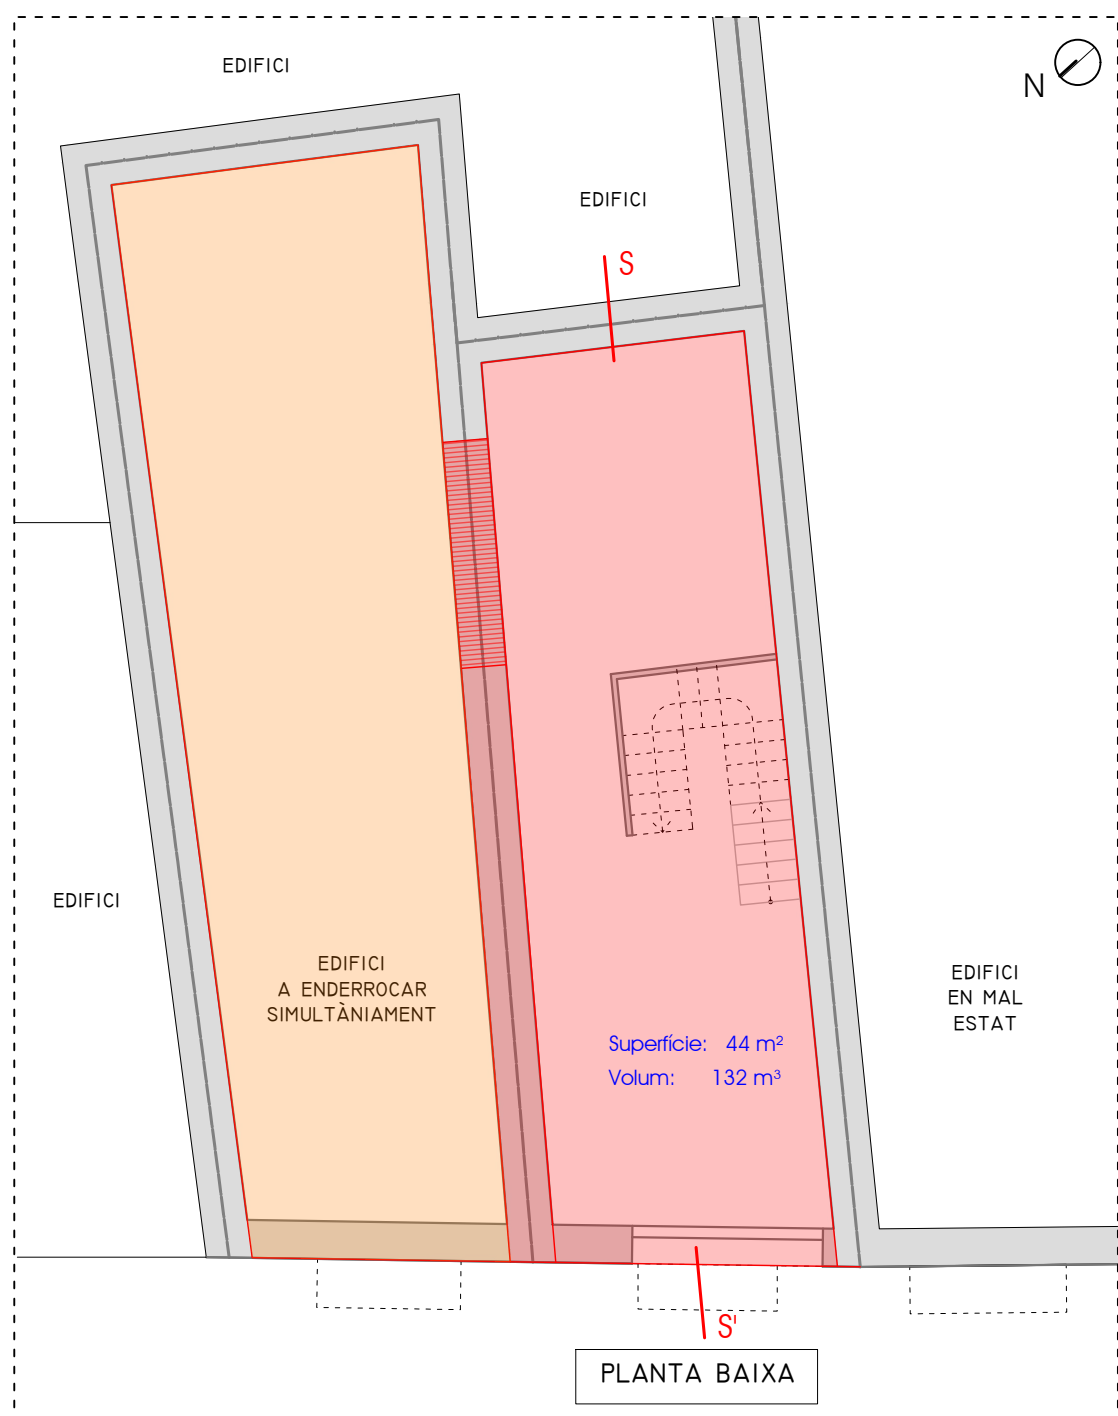 EDIFICI
N
EDIFICI
S
EDIFICI
EDIFICI
A ENDERROCAR
SIMULTÀNIAMENT
EDIFICI
EN MAL
ESTAT
Superfície: 44 m²
Volum: 132 m³
S'
PLANTA BAIXA